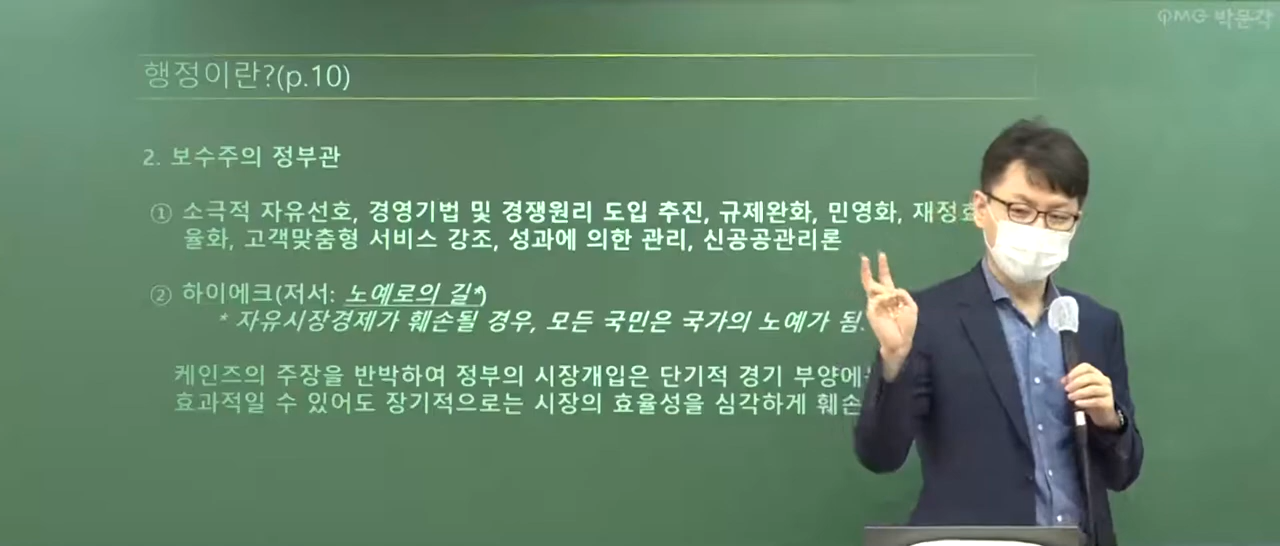 PMG 박문각
행정이란?(p.10)
2. 보수주의 정부관
① 소극적 자유선호, 경영기법 및 경쟁원리 도입 추진, 규제완화, 민영화, 재정효
율화, 고객맞춤형 서비스 강조, 성과에 의한 관리, 신공공관리론
② 하이에크(저서: 노예로의 길*)
* 자유시장경제가 훼손될 경우, 모든 국민은 국가의 노예가 됨.
케인즈의 주장을 반박하여 정부의 시장개입은 단기적 경기 부양에
효과적일 수 있어도 장기적으로는 시장의 효율성을 심각하게 훼손